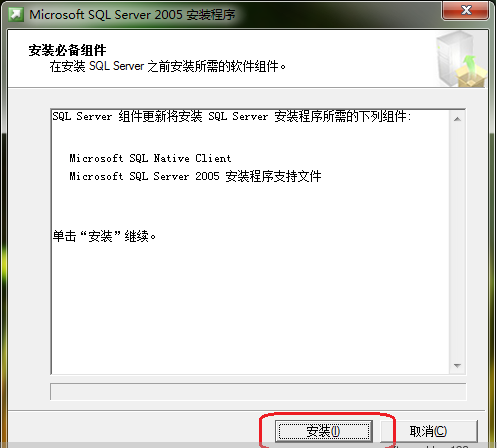 Microsoft SQL Server 2005 安装程序
安装必备组件
在安装 SQL Server 之前安装所需的软件组件。
SQL Server 组件更新将安装 SQL Server 安装程序所需的下列组件:
Microsoft SQL Native Client
Microsoft SQL Server 2005 安装程序支持文件
单击“安装”继续。
安装(I)
取消(C)